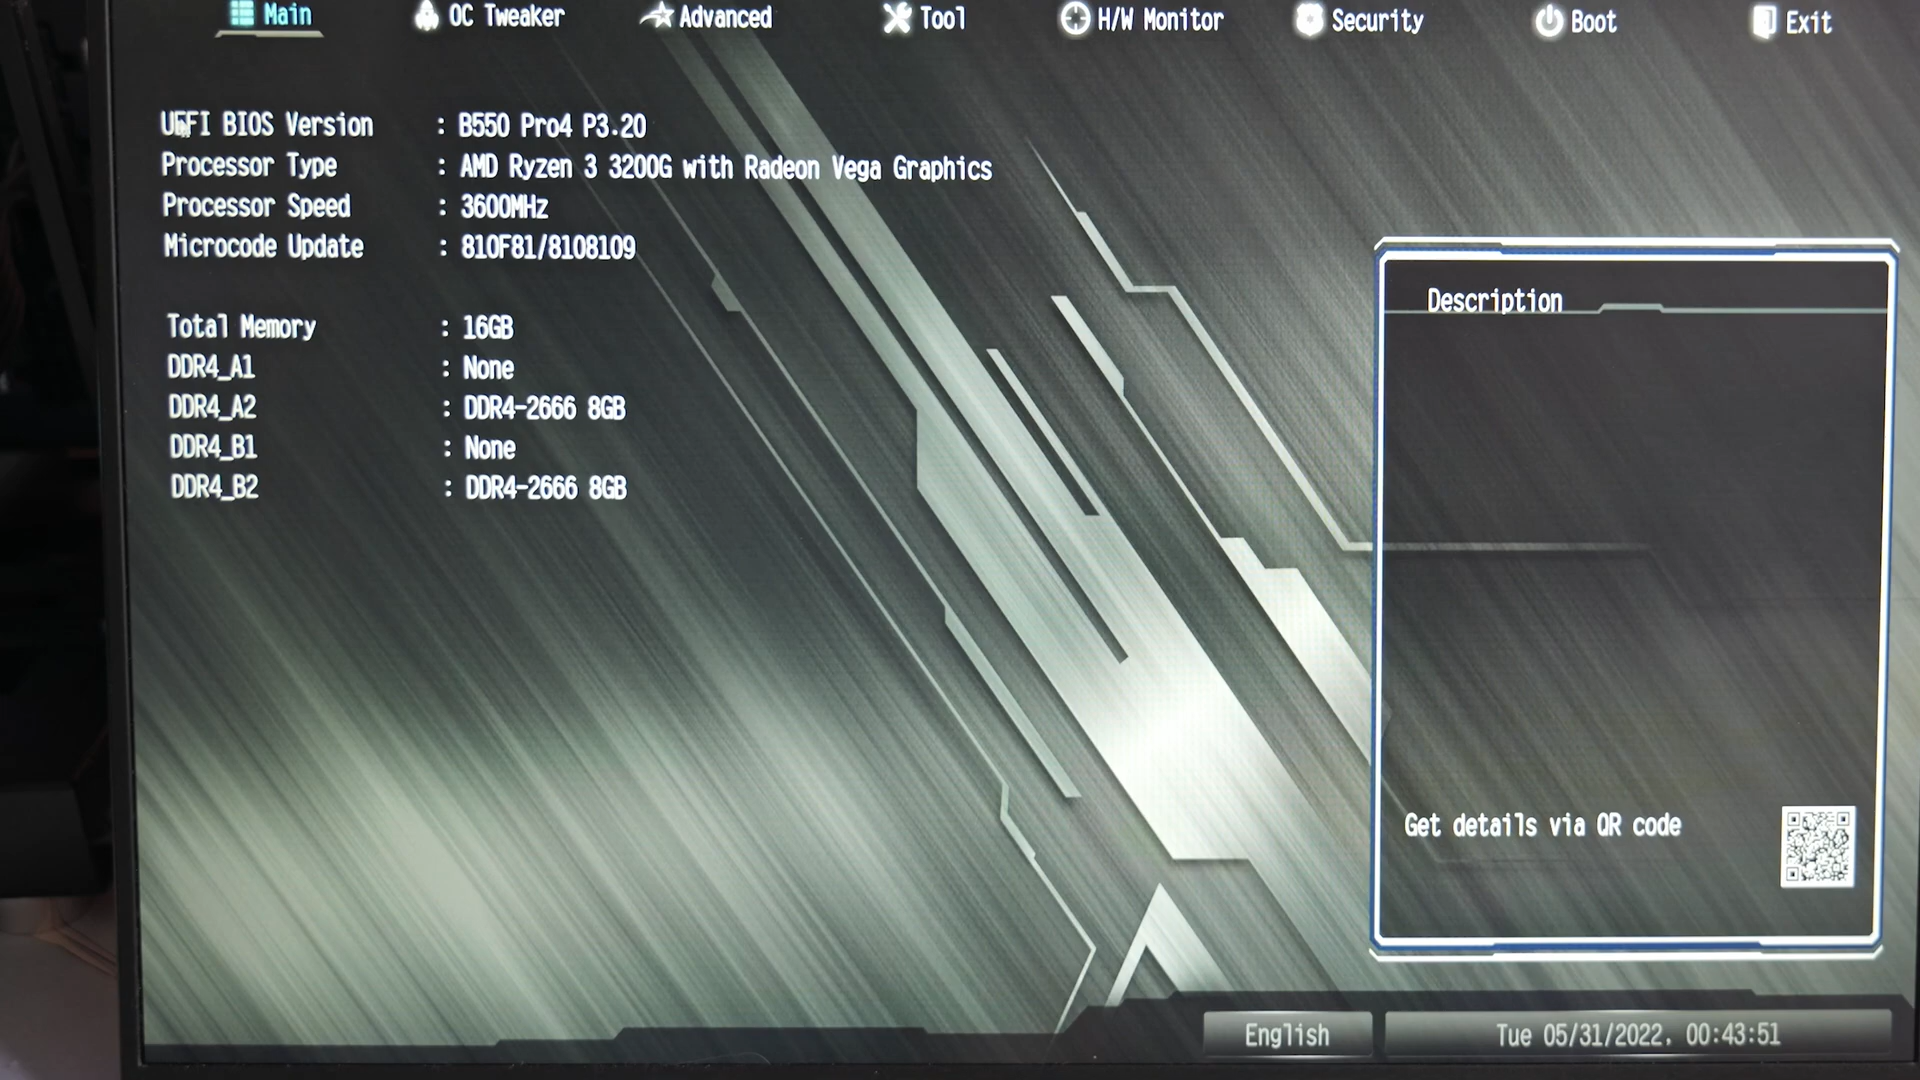 Main OC Tweaker Advanced Tool H/W Monitor Security Boot Exit
UEFI BIOS Version : B550 Pro4 P3.20
Processor Type : AMD Ryzen 3 3200G with Radeon Vega Graphics
Processor Speed : 3600MHz
Microcode Update : 810F81/8108109
Total Memory : 16GB
DDR4_A1 : None
DDR4_A2 : DDR4-2666 8GB
DDR4_B1 : None
DDR4_B2 : DDR4-2666 8GB
Description
Get details via QR code
English
Tue 05/31/2022, 00:43:51